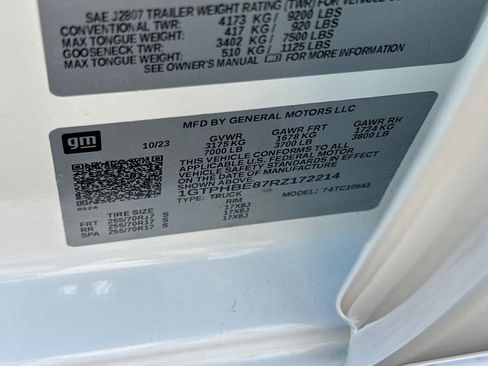 SAE J2807 TRAILER WEIGHT RATING (TWR) FOR VEHICLE
CONVENTIONAL TWR: 4173 KG / 9200 LBS
MAX TONGUE WEIGHT: 417 KG / 920 LBS
GOOSENECK TWR: 3402 KG / 7500 LBS
MAX TONGUE WEIGHT: 510 KG / 1125 LBS
SEE OWNER'S MANUAL FOR MORE INFORMATION
MFD BY GENERAL MOTORS LLC
gm 10/23 GVWR GAWR FRT GAWR RR
3175 KG 1678 KG 1724 KG
7000 LB 3700 LB 3800 LB
THIS VEHICLE CONFORMS TO ALL APPLICABLE U.S. FEDERAL
MOTOR VEHICLE SAFETY STANDARDS IN EFFECT ON THE
DATE OF MANUFACTURE SHOWN ABOVE.
TYPE: TRUCK MODEL:
TIRE SIZE RIM
FRT 255/70R17 S 17X8J
RR 255/70R17 S 17X8J
SPA 255/70R17 S 17X8J